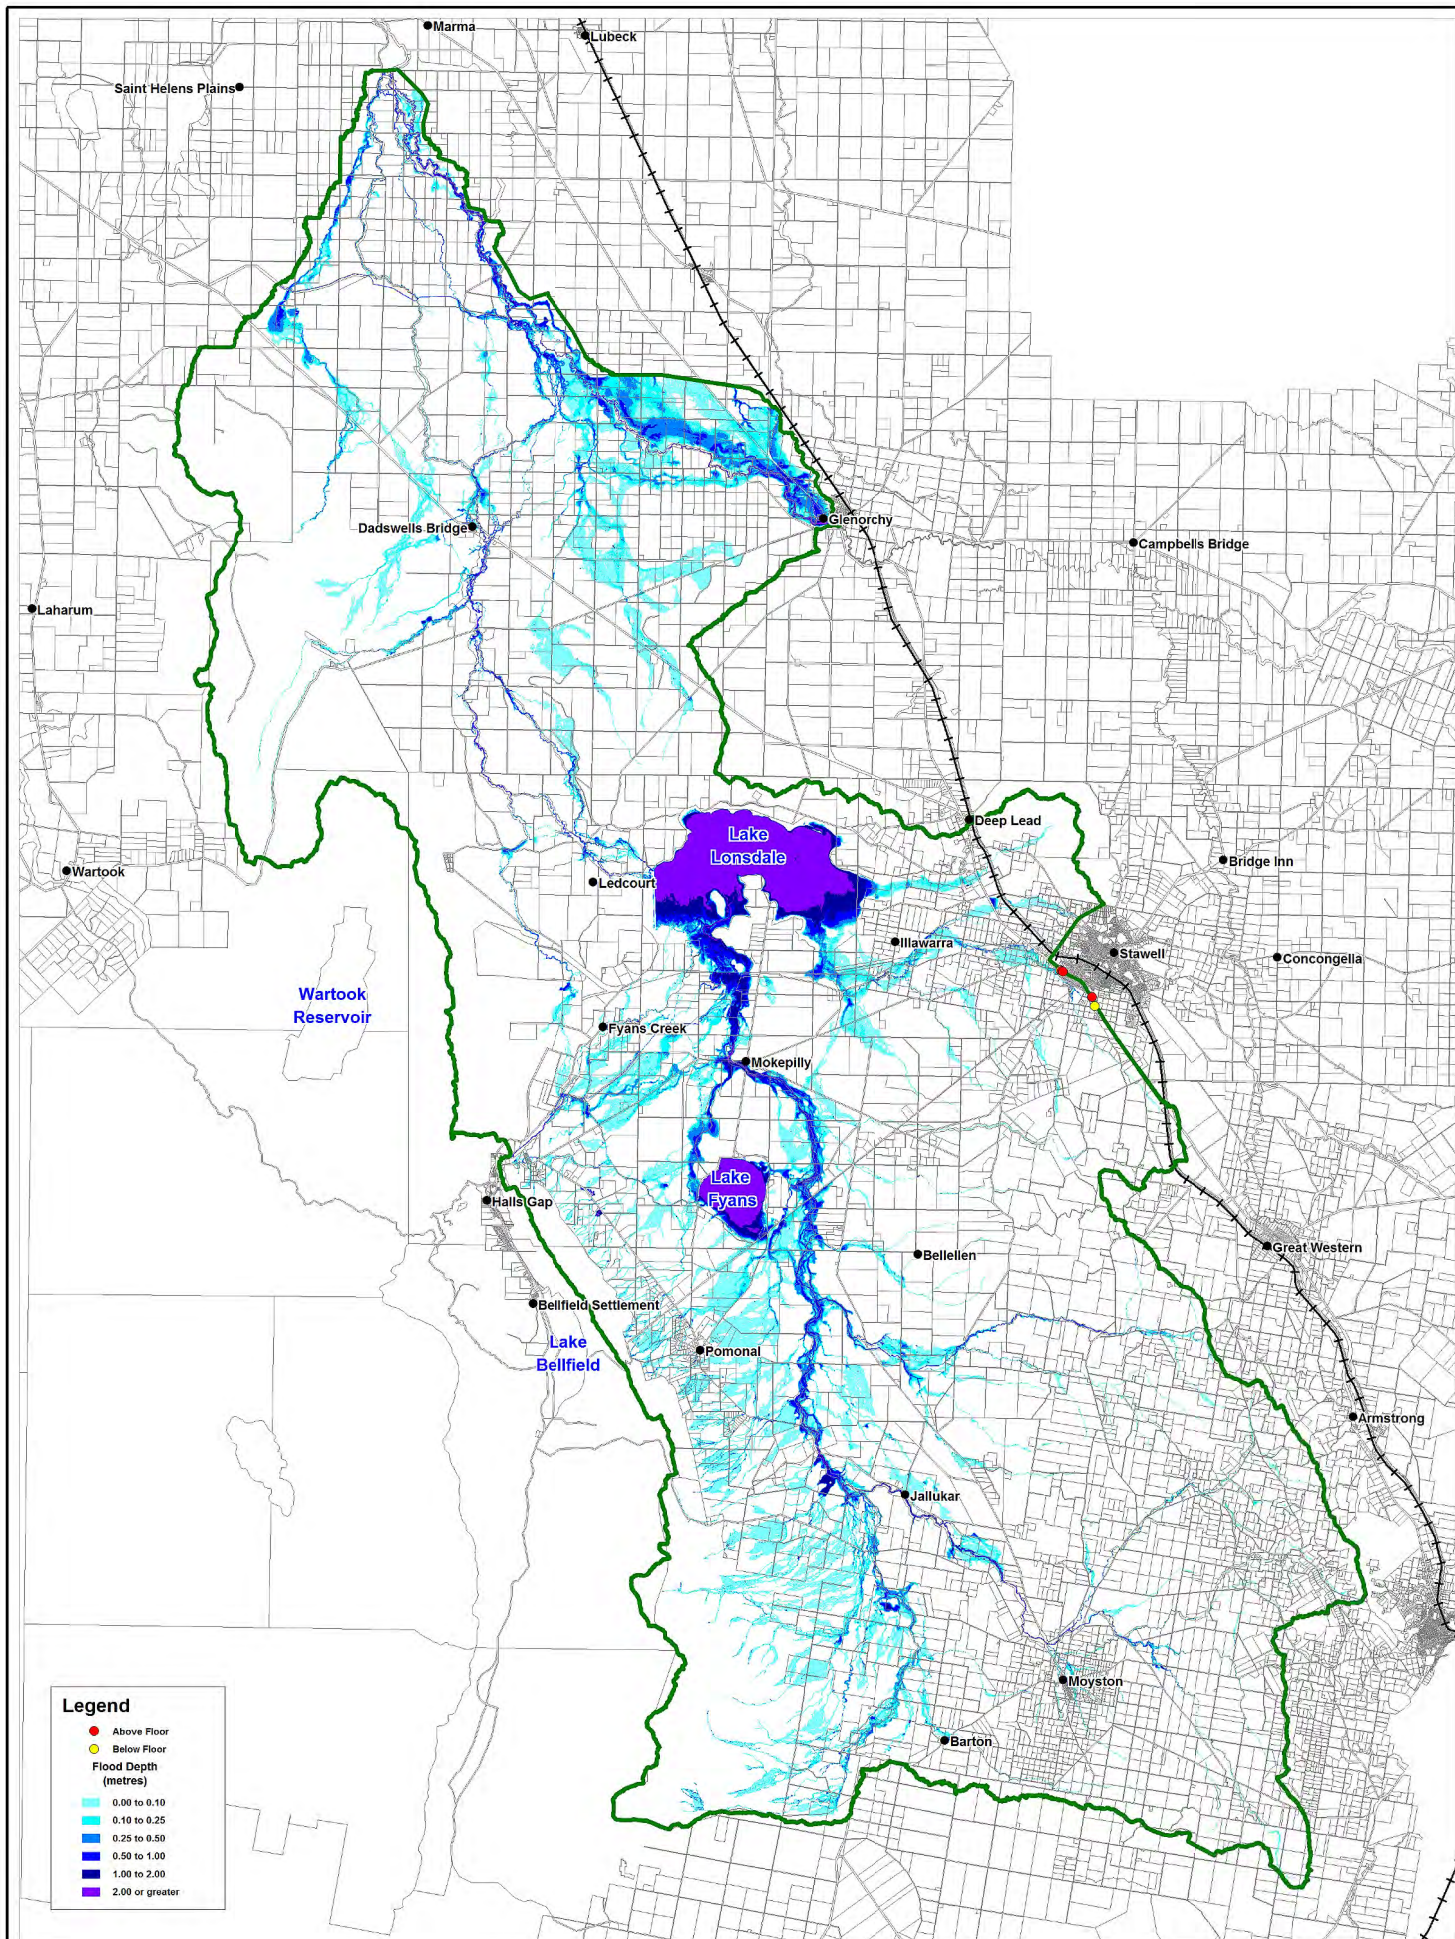 Marma
Lubeck
Saint Helens Plains
Glenorchy
Dadswells Bridge
Campbells Bridge
Laharum
Deep Lead
Lake
Lonsdale
Bridge Inn
Wartook
Ledcourt
Illawarra
Stawell
Concongella
Wartook
Reservoir
Fyans Creek
Mokepilly
Lake
Fyans
Halls Gap
Great Western
Bellellen
Bellfield Settlement
Lake
Bellfield
Pomonal
Armstrong
Jallukar
Moyston
Barton
Legend
Above Floor
Below Floor
Flood Depth
(metres)
0.00 to 0.10
0.10 to 0.25
0.25 to 0.50
0.50 to 1.00
1.00 to 2.00
2.00 or greater